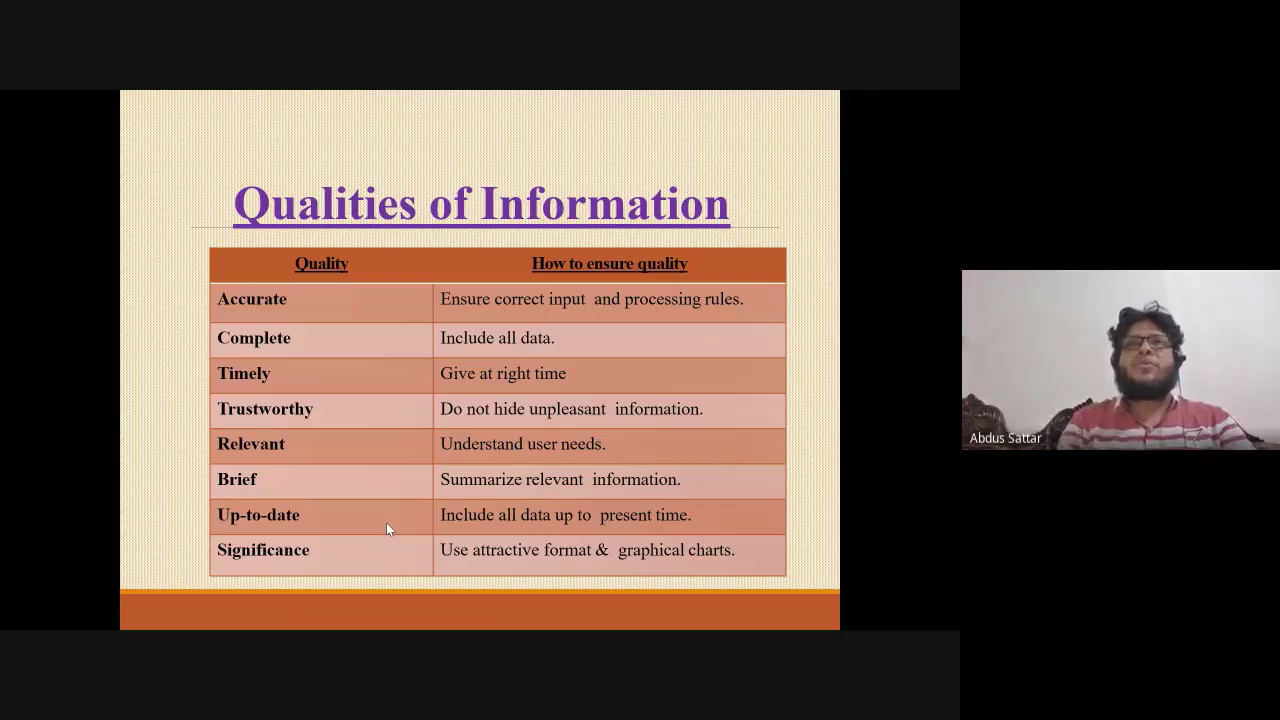 Qualities of Information
Quality How to ensure quality
Accurate Ensure correct input and processing rules.
Complete Include all data.
Timely Give at right time
Trustworthy Do not hide unpleasant information.
Relevant Understand user needs.
Brief Summarize relevant information.
Up-to-date Include all data up to present time.
Significance Use attractive format & graphical charts.
Abdus Sattar